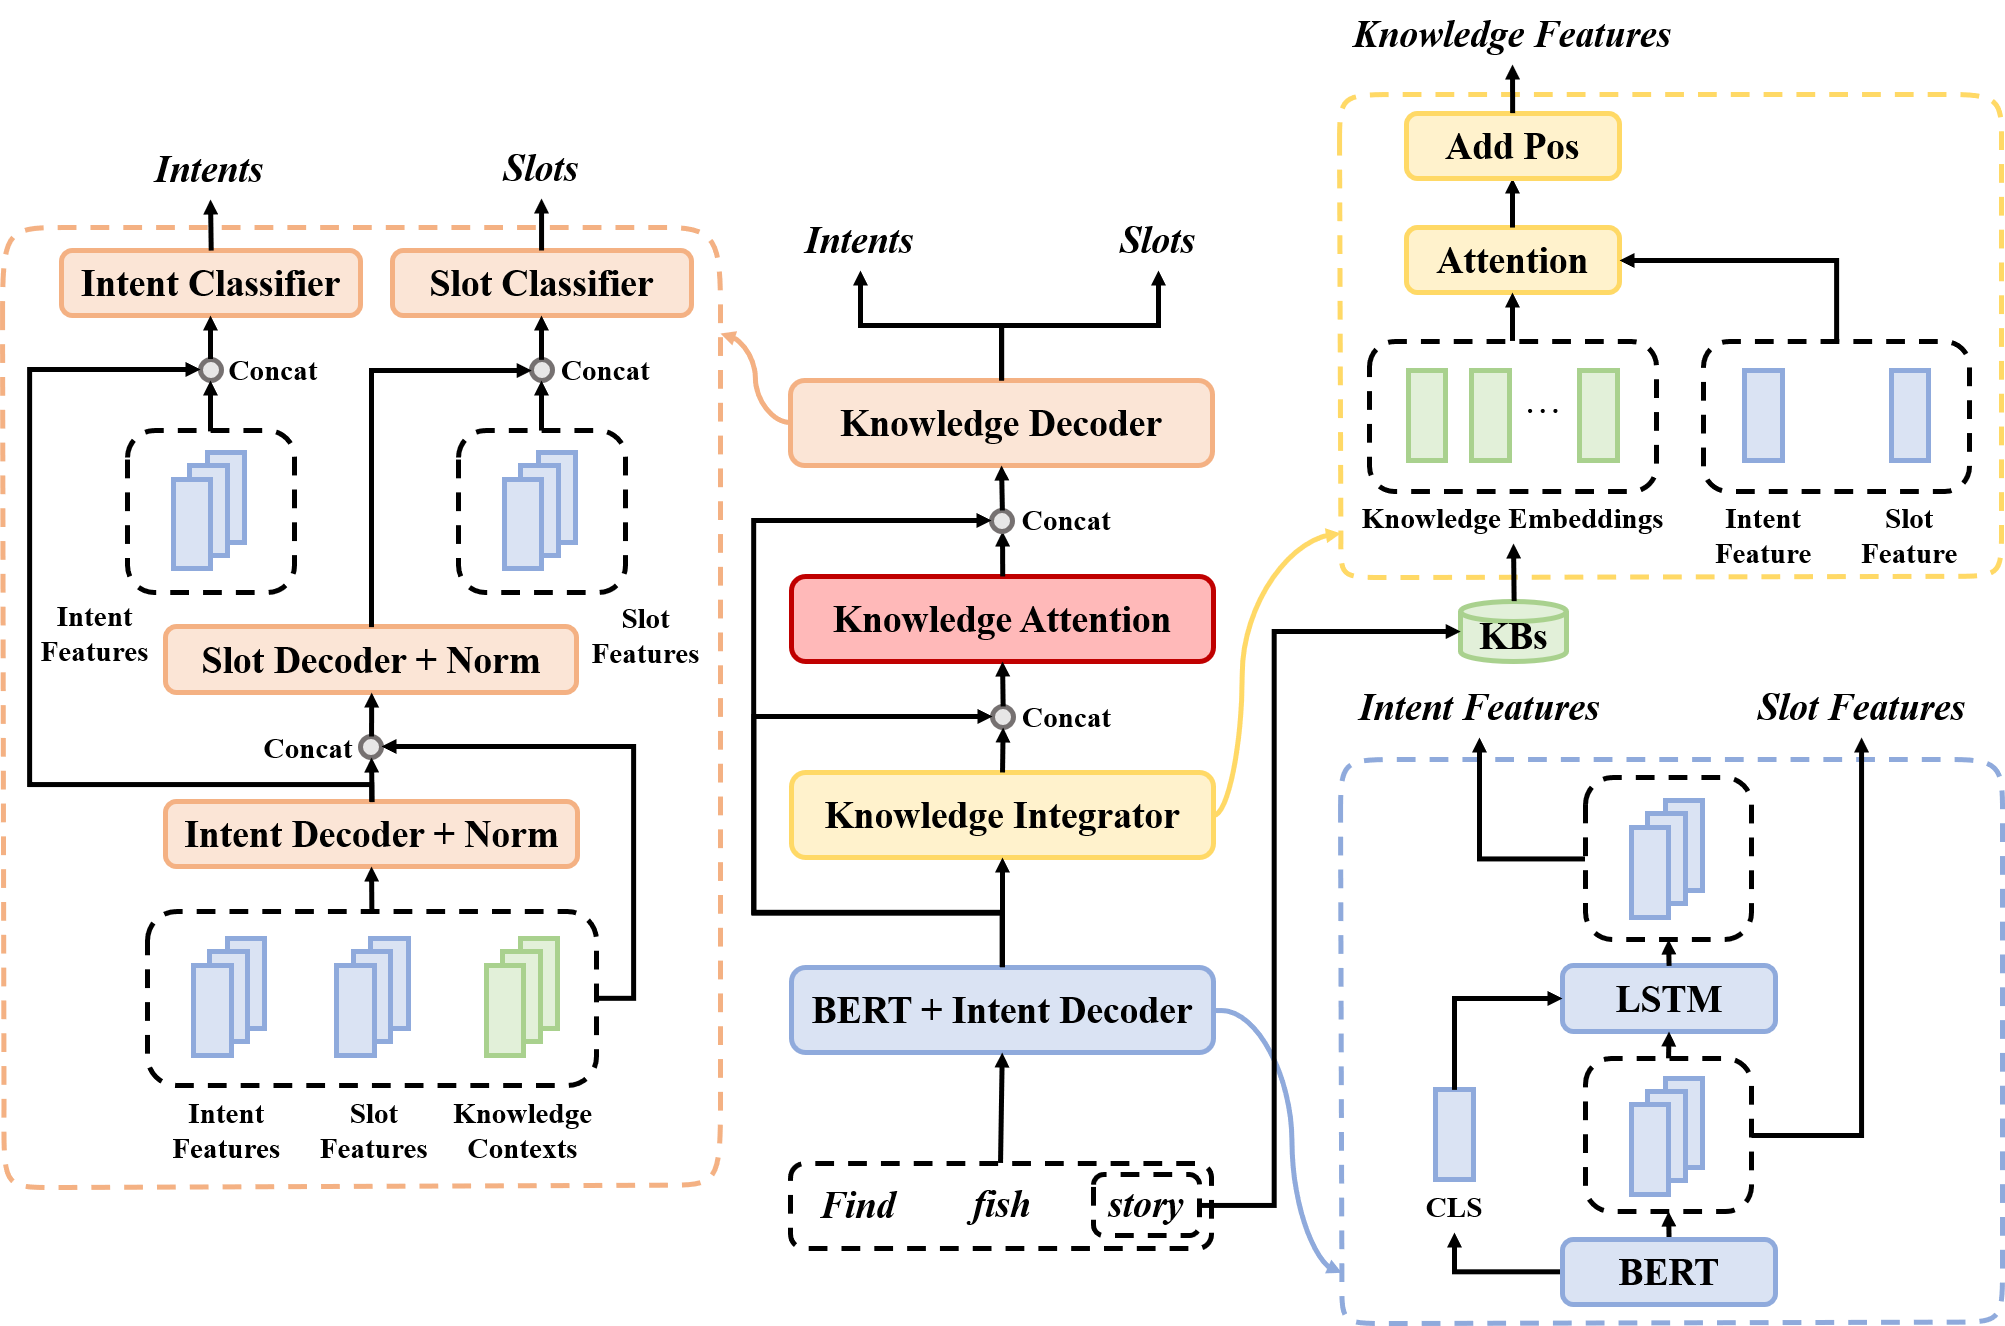 Intents
Slots
Intent Classifier
Slot Classifier
Concat
Concat
Intent
Features
Slot
Features
Slot Decoder + Norm
Concat
Intent Decoder + Norm
Intent
Features
Slot
Features
Knowledge
Contexts
Intents
Slots
Knowledge Decoder
Concat
Knowledge Attention
Concat
Knowledge Integrator
BERT + Intent Decoder
Find fish story
Knowledge Features
Add Pos
Attention
...
Knowledge Embeddings
Intent
Feature
Slot
Feature
KBs
Intent Features
Slot Features
LSTM
CLS
BERT